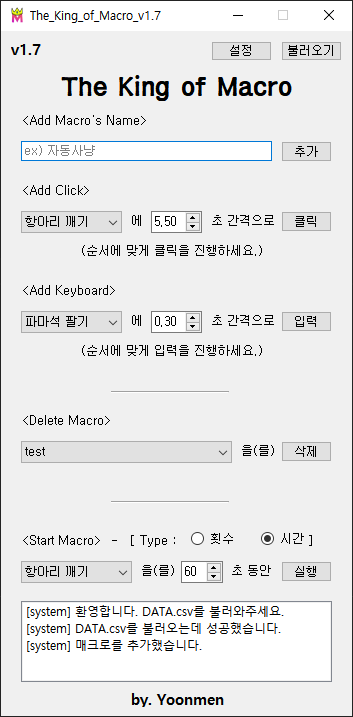 The_King_of_Macro_v1.7
v1.7 설정 불러오기
The King of Macro
<Add Macro's Name>
ex) 자동사냥 추가
<Add Click>
항마리 깨기 에 5,50 초 간격으로 클릭
(순서에 맞게 클릭을 진행하세요.)
<Add Keyboard>
파마석 팔기 에 0,30 초 간격으로 입력
(순서에 맞게 입력을 진행하세요.)
<Delete Macro>
test 을(를) 삭제
<Start Macro> - [ Type : 횟수 시간 ]
항마리 깨기 을(를) 60 초 동안 실행
[system] 환영합니다. DATA.csv를 불러와주세요.
[system] DATA.csv를 불러오는데 성공했습니다.
[system] 매크로를 추가했습니다.
by. Yoonmen